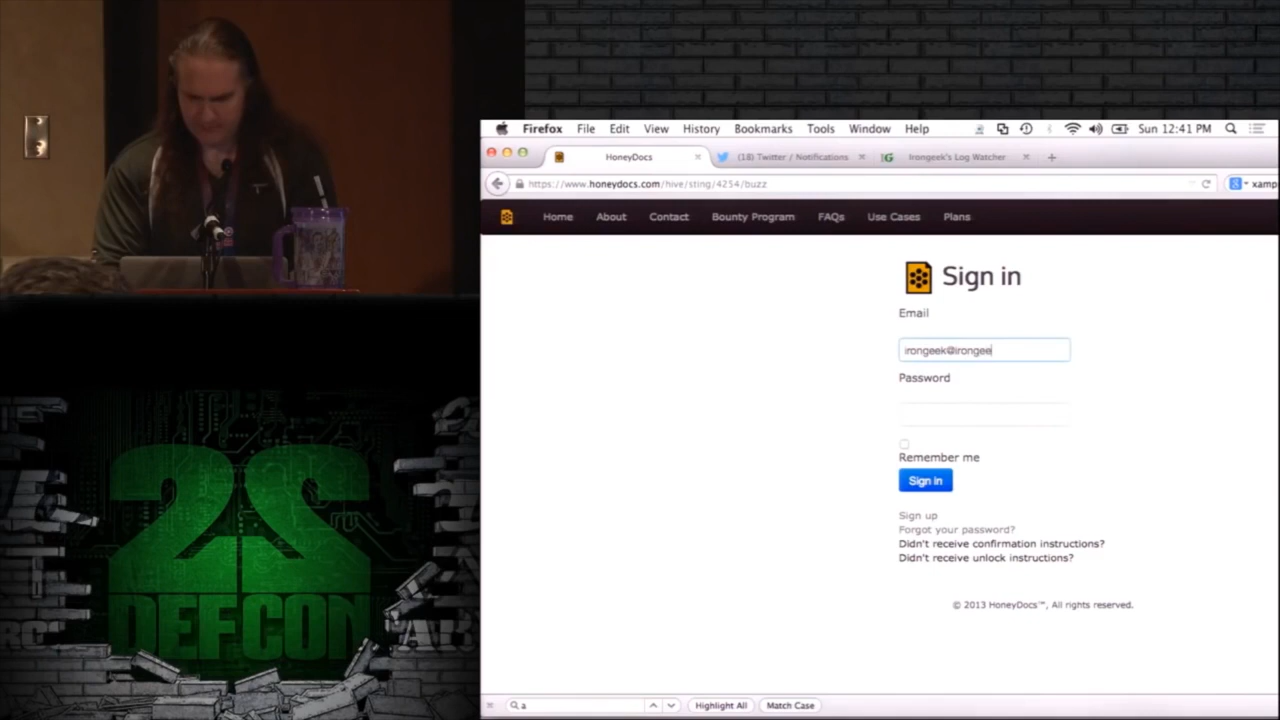 Firefox File Edit View History Bookmarks Tools Window Help Sun 12:41 PM
HoneyDocs (18) Twitter / Notifications Irongeek's Log Watcher
https://www.honeydocs.com/hive/sting/4254/buzz xamp
Home About Contact Bounty Program FAQs Use Cases Plans
Sign in
Email
irongeek@irongee
Password
Remember me
Sign in
Sign up
Forgot your password?
Didn't receive confirmation instructions?
Didn't receive unlock instructions?
© 2013 HoneyDocs™, All rights reserved.
a Highlight All Match Case
22
DEFCON